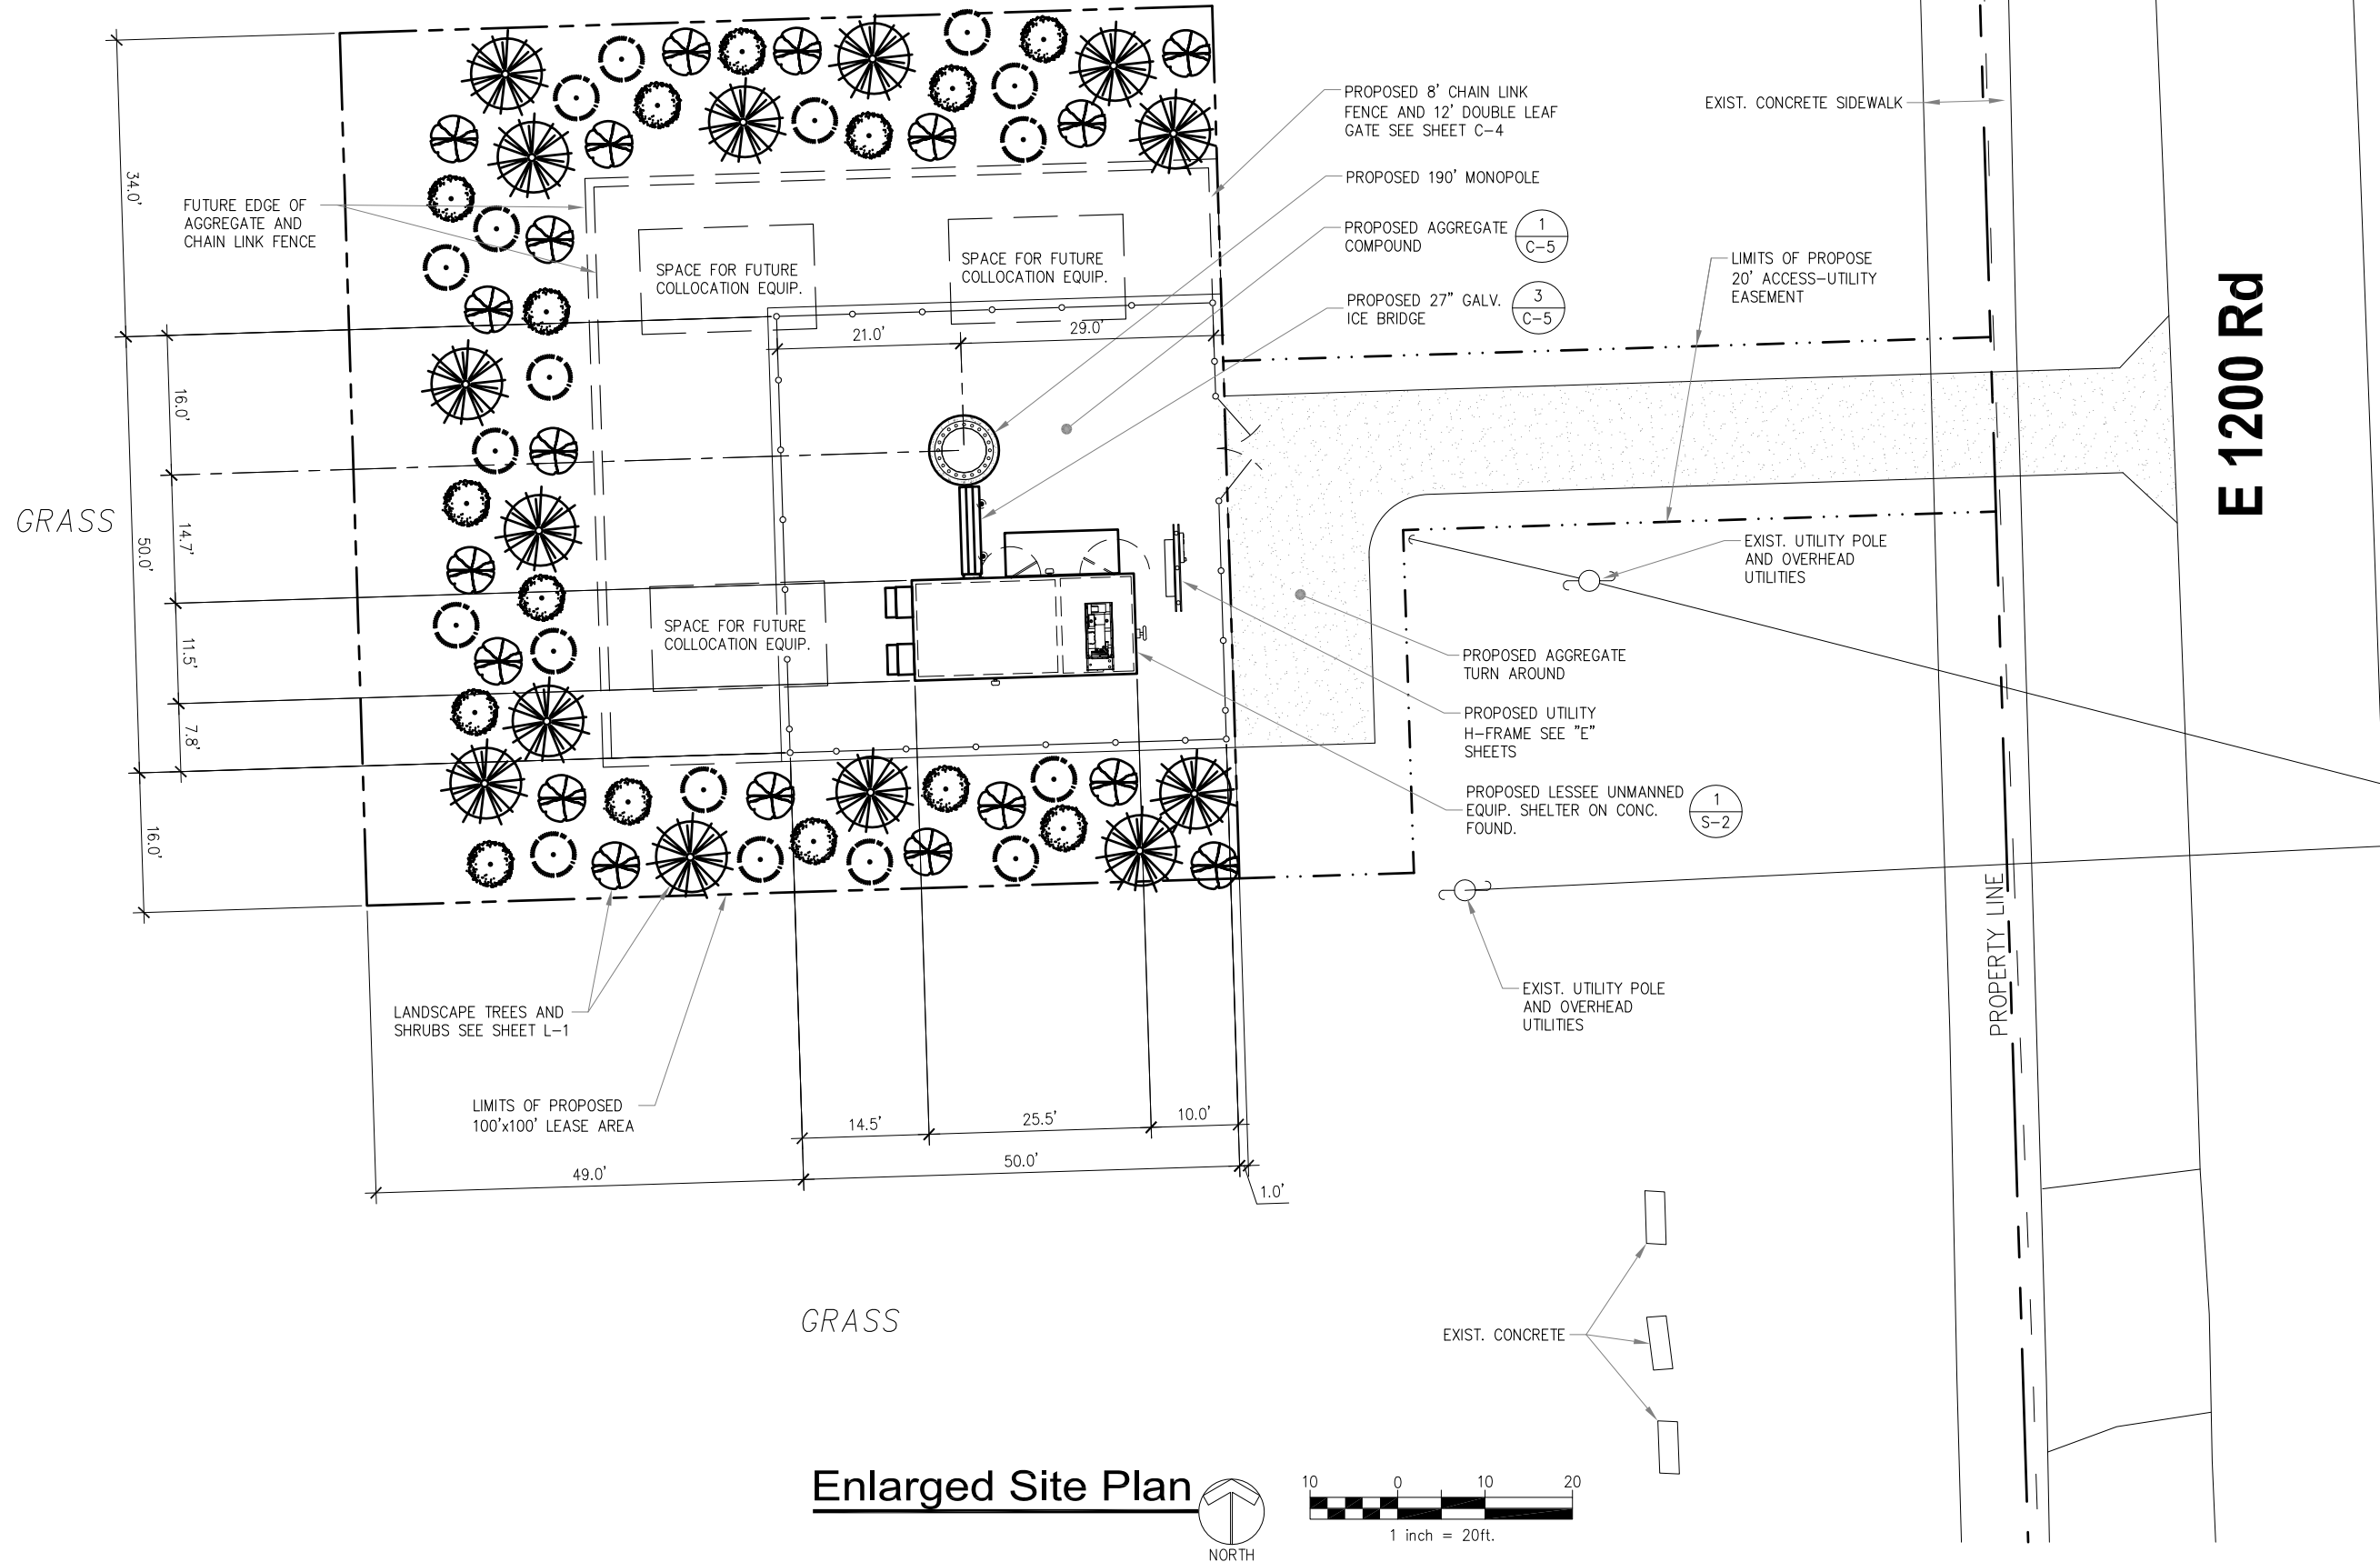 PROPOSED 8' CHAIN LINK
FENCE AND 12' DOUBLE LEAF
GATE SEE SHEET C-4
EXIST. CONCRETE SIDEWALK
PROPOSED 190' MONOPOLE
34.0'
FUTURE EDGE OF
AGGREGATE AND
CHAIN LINK FENCE
PROPOSED AGGREGATE
COMPOUND
1
C-5
SPACE FOR FUTURE
COLLOCATION EQUIP.
SPACE FOR FUTURE
COLLOCATION EQUIP.
LIMITS OF PROPOSE
20' ACCESS-UTILITY
EASEMENT
E 1200 Rd
PROPOSED 27" GALV.
ICE BRIDGE
3
C-5
21.0'
29.0'
16.0'
GRASS
14.7'
50.0'
EXIST. UTILITY POLE
AND OVERHEAD
UTILITIES
SPACE FOR FUTURE
COLLOCATION EQUIP.
11.5'
PROPOSED AGGREGATE
TURN AROUND
7.8'
PROPOSED UTILITY
H-FRAME SEE "E"
SHEETS
16.0'
PROPOSED LESSEE UNMANNED
EQUIP. SHELTER ON CONC.
FOUND.
1
S-2
PROPERTY LINE
EXIST. UTILITY POLE
AND OVERHEAD
UTILITIES
LANDSCAPE TREES AND
SHRUBS SEE SHEET L-1
LIMITS OF PROPOSED
100'x100' LEASE AREA
14.5'
25.5'
10.0'
49.0'
50.0'
1.0'
GRASS
EXIST. CONCRETE
Enlarged Site Plan
NORTH
10 0 10 20
1 inch = 20ft.